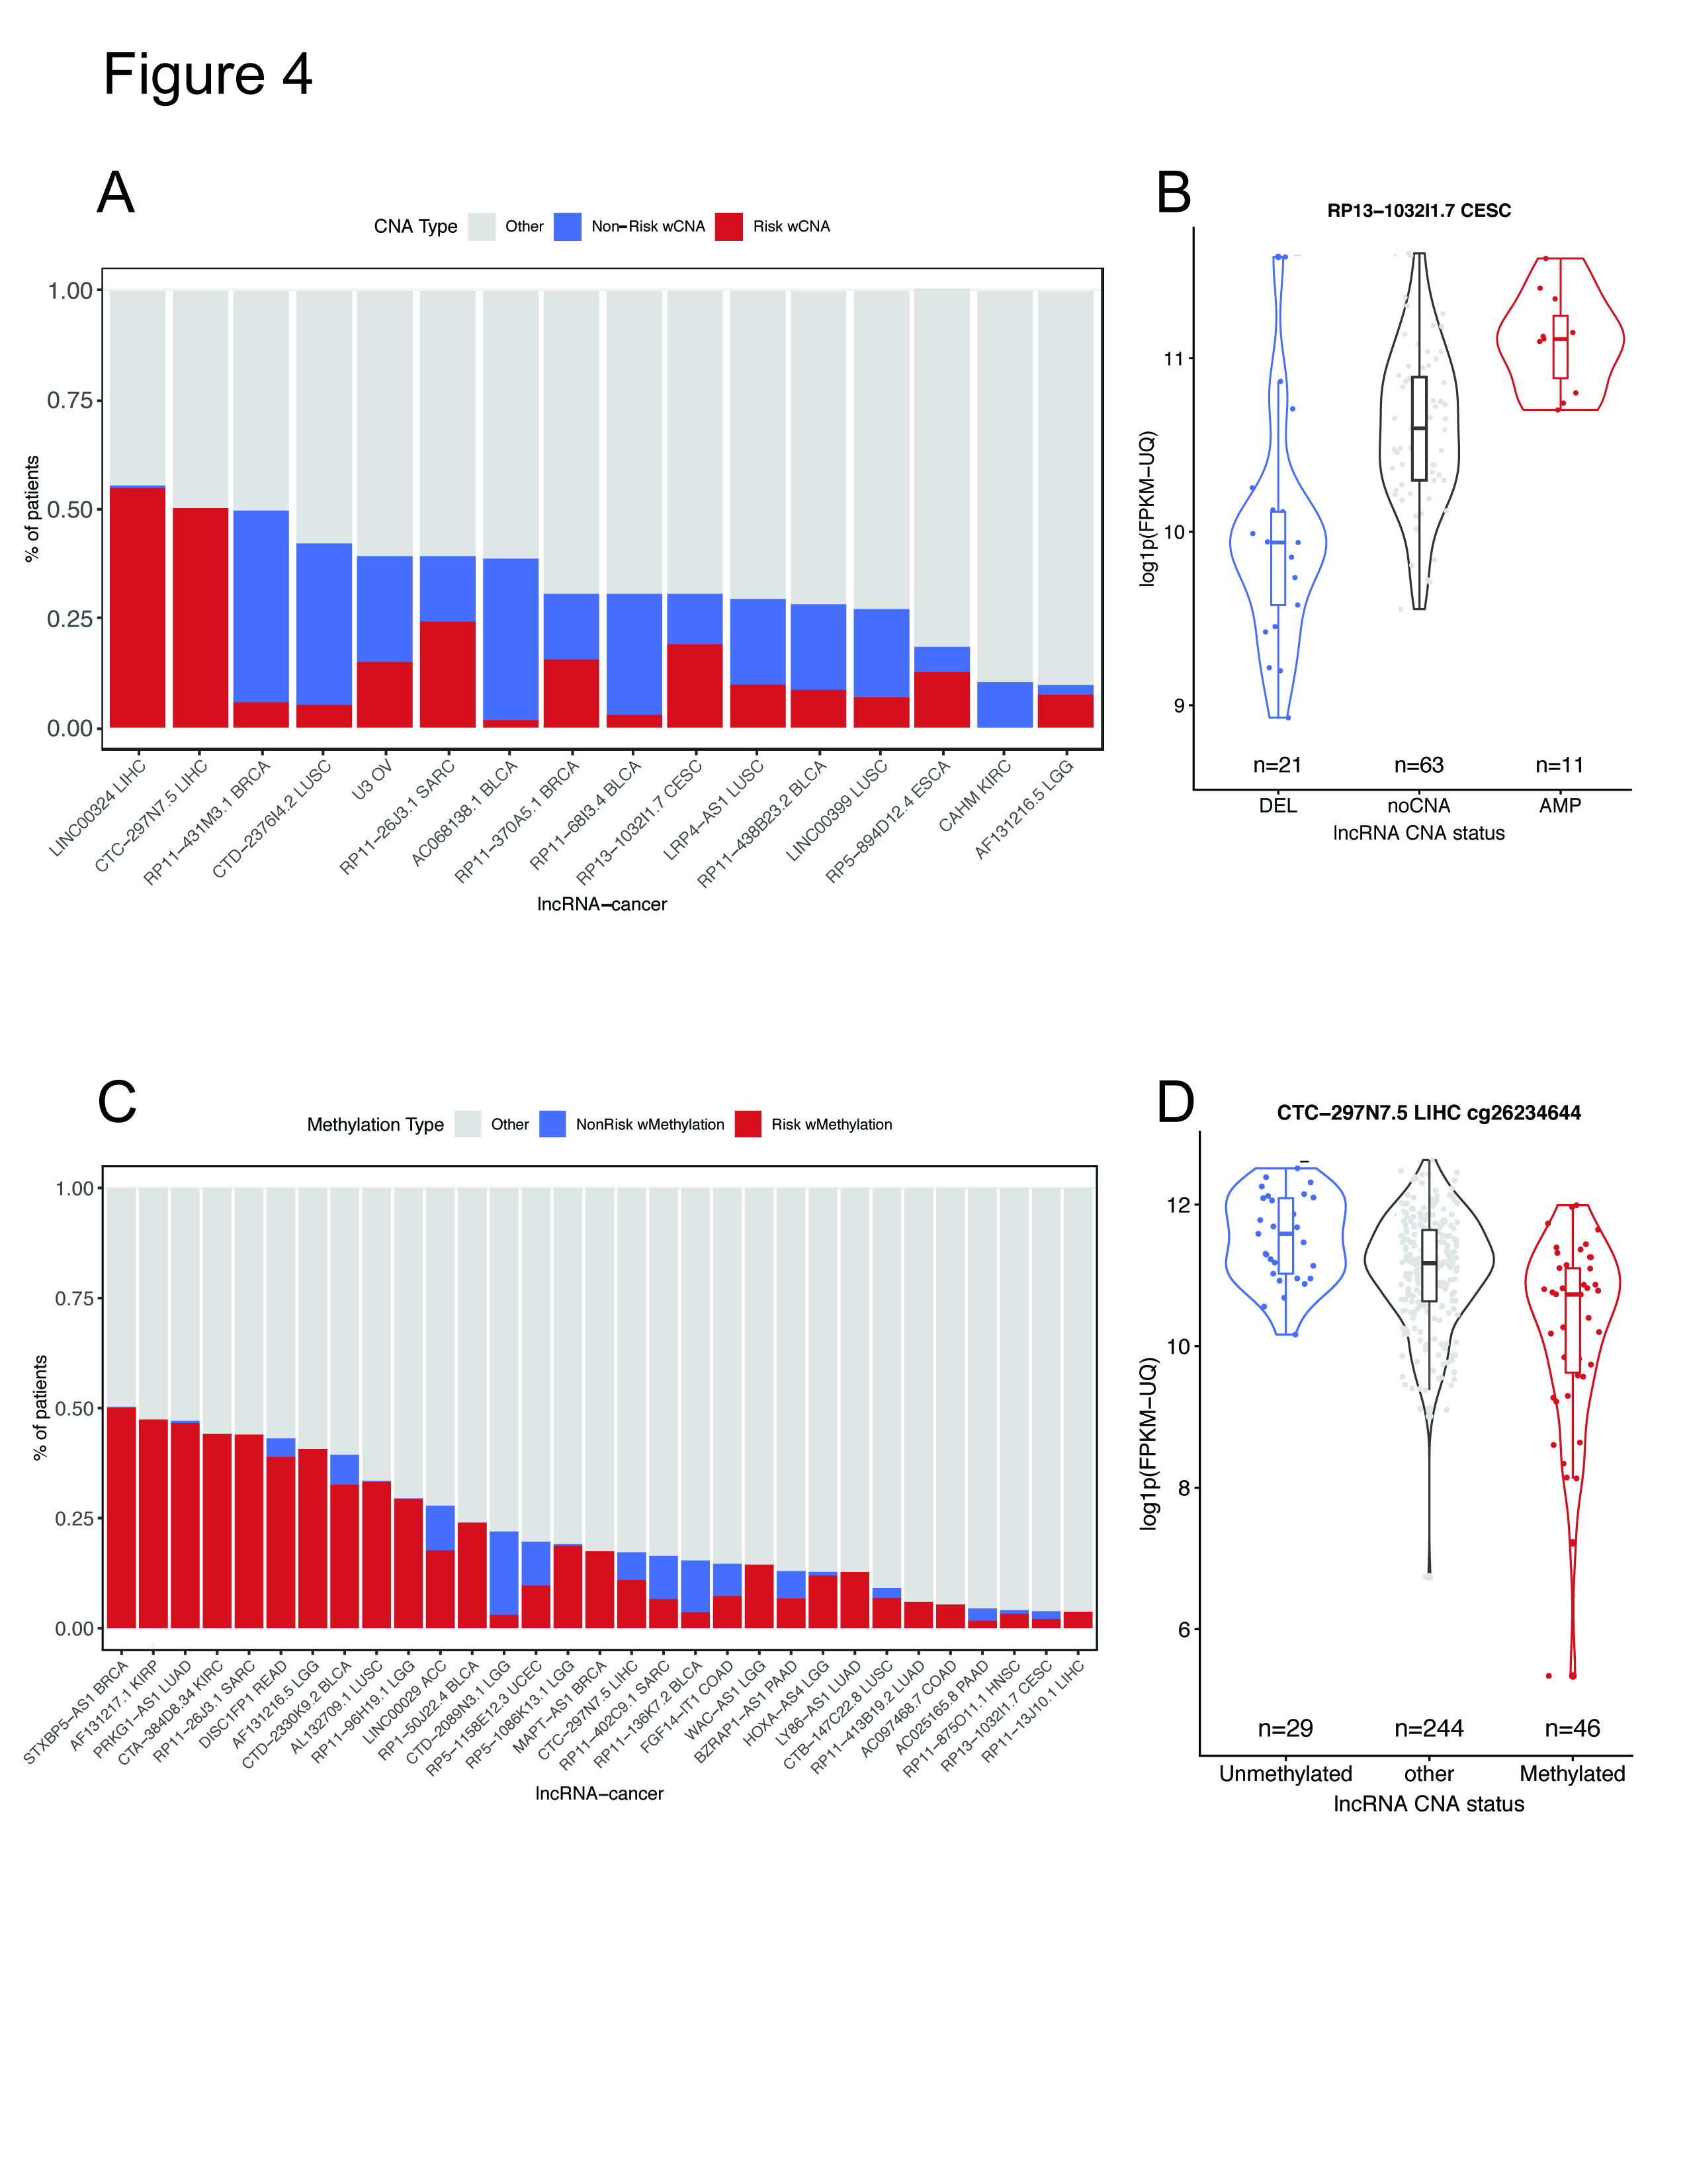 Figure 4
A
CNA Type Other Non-Risk wCNA Risk wCNA
% of patients
1.00
0.75
0.50
0.25
0.00
LINC00324 LIHC
CTC-297N7.5 LIHC
RP11-431M3.1 BRCA
CTD-2376I4.2 LUSC
U3 OV
RP11-26J3.1 SARC
AC068138.1 BLCA
RP11-370A5.1 BRCA
RP11-68I3.4 BLCA
RP13-1032I1.7 CESC
LRP4-AS1 LUSC
RP11-438B23.2 BLCA
LINC00399 LUSC
RP5-894D12.4 ESCA
CAHM KIRC
AF131216.5 LGG
lncRNA-cancer
B
RP13-1032I1.7 CESC
log1p(FPKM-UQ)
11
10
9
n=21 n=63 n=11
DEL noCNA AMP
lncRNA CNA status
C
Methylation Type Other NonRisk wMethylation Risk wMethylation
% of patients
1.00
0.75
0.50
0.25
0.00
STXBP5-AS1 BRCA
AF131217.1 KIRP
PRKG1-AS1 LUAD
CTA-384D8.34 KIRC
RP11-26J3.1 SARC
DISC1FP1 READ
AF131216.5 LGG
CTD-2330K9.2 BLCA
AL132709.1 LUSC
RP11-96H19.1 LGG
LINC00029 ACC
RP1-50J22.4 BLCA
CTD-2089N3.1 LGG
RP5-1158E12.3 UCEC
RP5-1086K13.1 LGG
MAPT-AS1 BRCA
CTC-297N7.5 LIHC
RP11-402C9.1 SARC
RP11-136K7.2 BLCA
FGF14-IT1 COAD
WAC-AS1 LGG
BZRAP1-AS1 PAAD
HOXA-AS4 LGG
LY86-AS1 LUAD
CTB-147C22.8 LUSC
RP11-413B19.2 LUAD
AC097468.7 COAD
AC025165.8 PAAD
RP11-875O11.1 HNSC
RP13-1032I1.7 CESC
RP11-13J10.1 LIHC
lncRNA-cancer
D
CTC-297N7.5 LIHC cg26234644
log1p(FPKM-UQ)
12
10
8
6
n=29 n=244 n=46
Unmethylated other Methylated
lncRNA CNA status